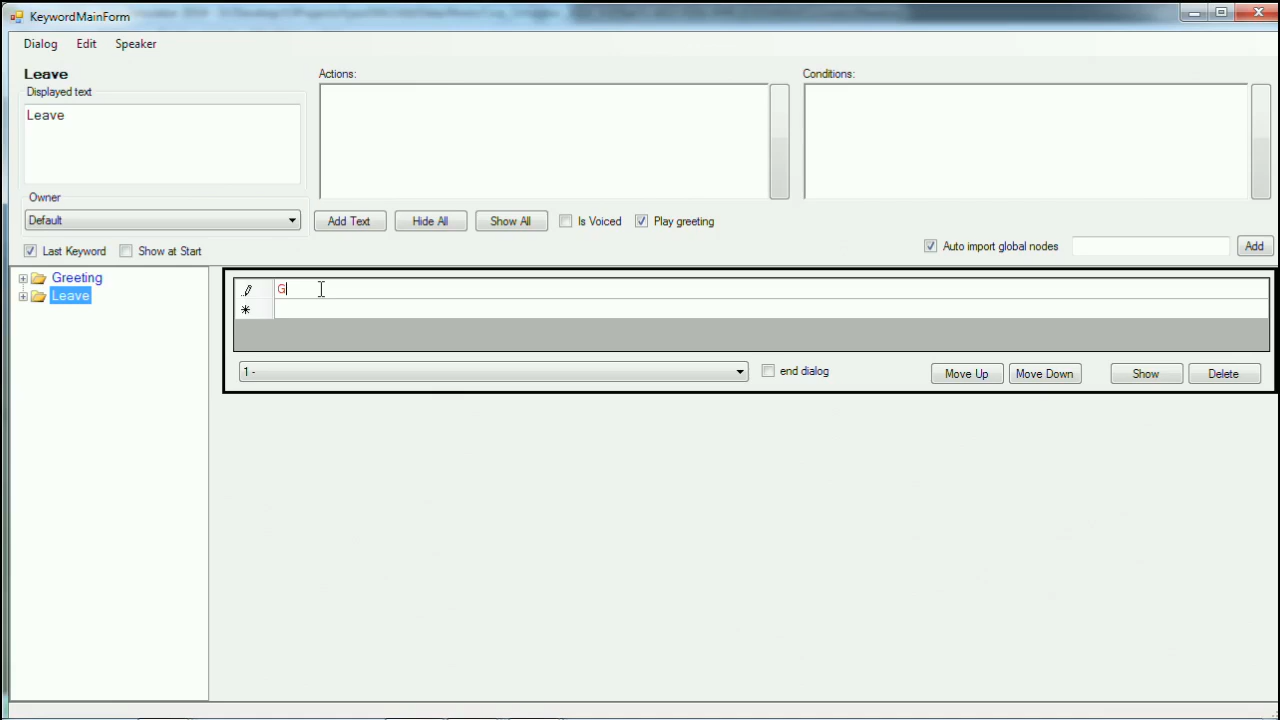 KeywordMainForm
Dialog Edit Speaker
Leave
Displayed text
Leave
Actions:
Conditions:
Owner
Default
Add Text Hide All Show All Is Voiced Play greeting
Last Keyword Show at Start
Auto import global nodes Add
Greeting
Leave
G
1 -
end dialog
Move Up Move Down Show Delete